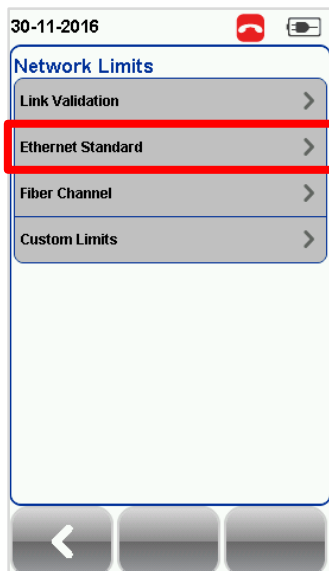 30-11-2016
Network Limits
Link Validation
Ethernet Standard
Fiber Channel
Custom Limits